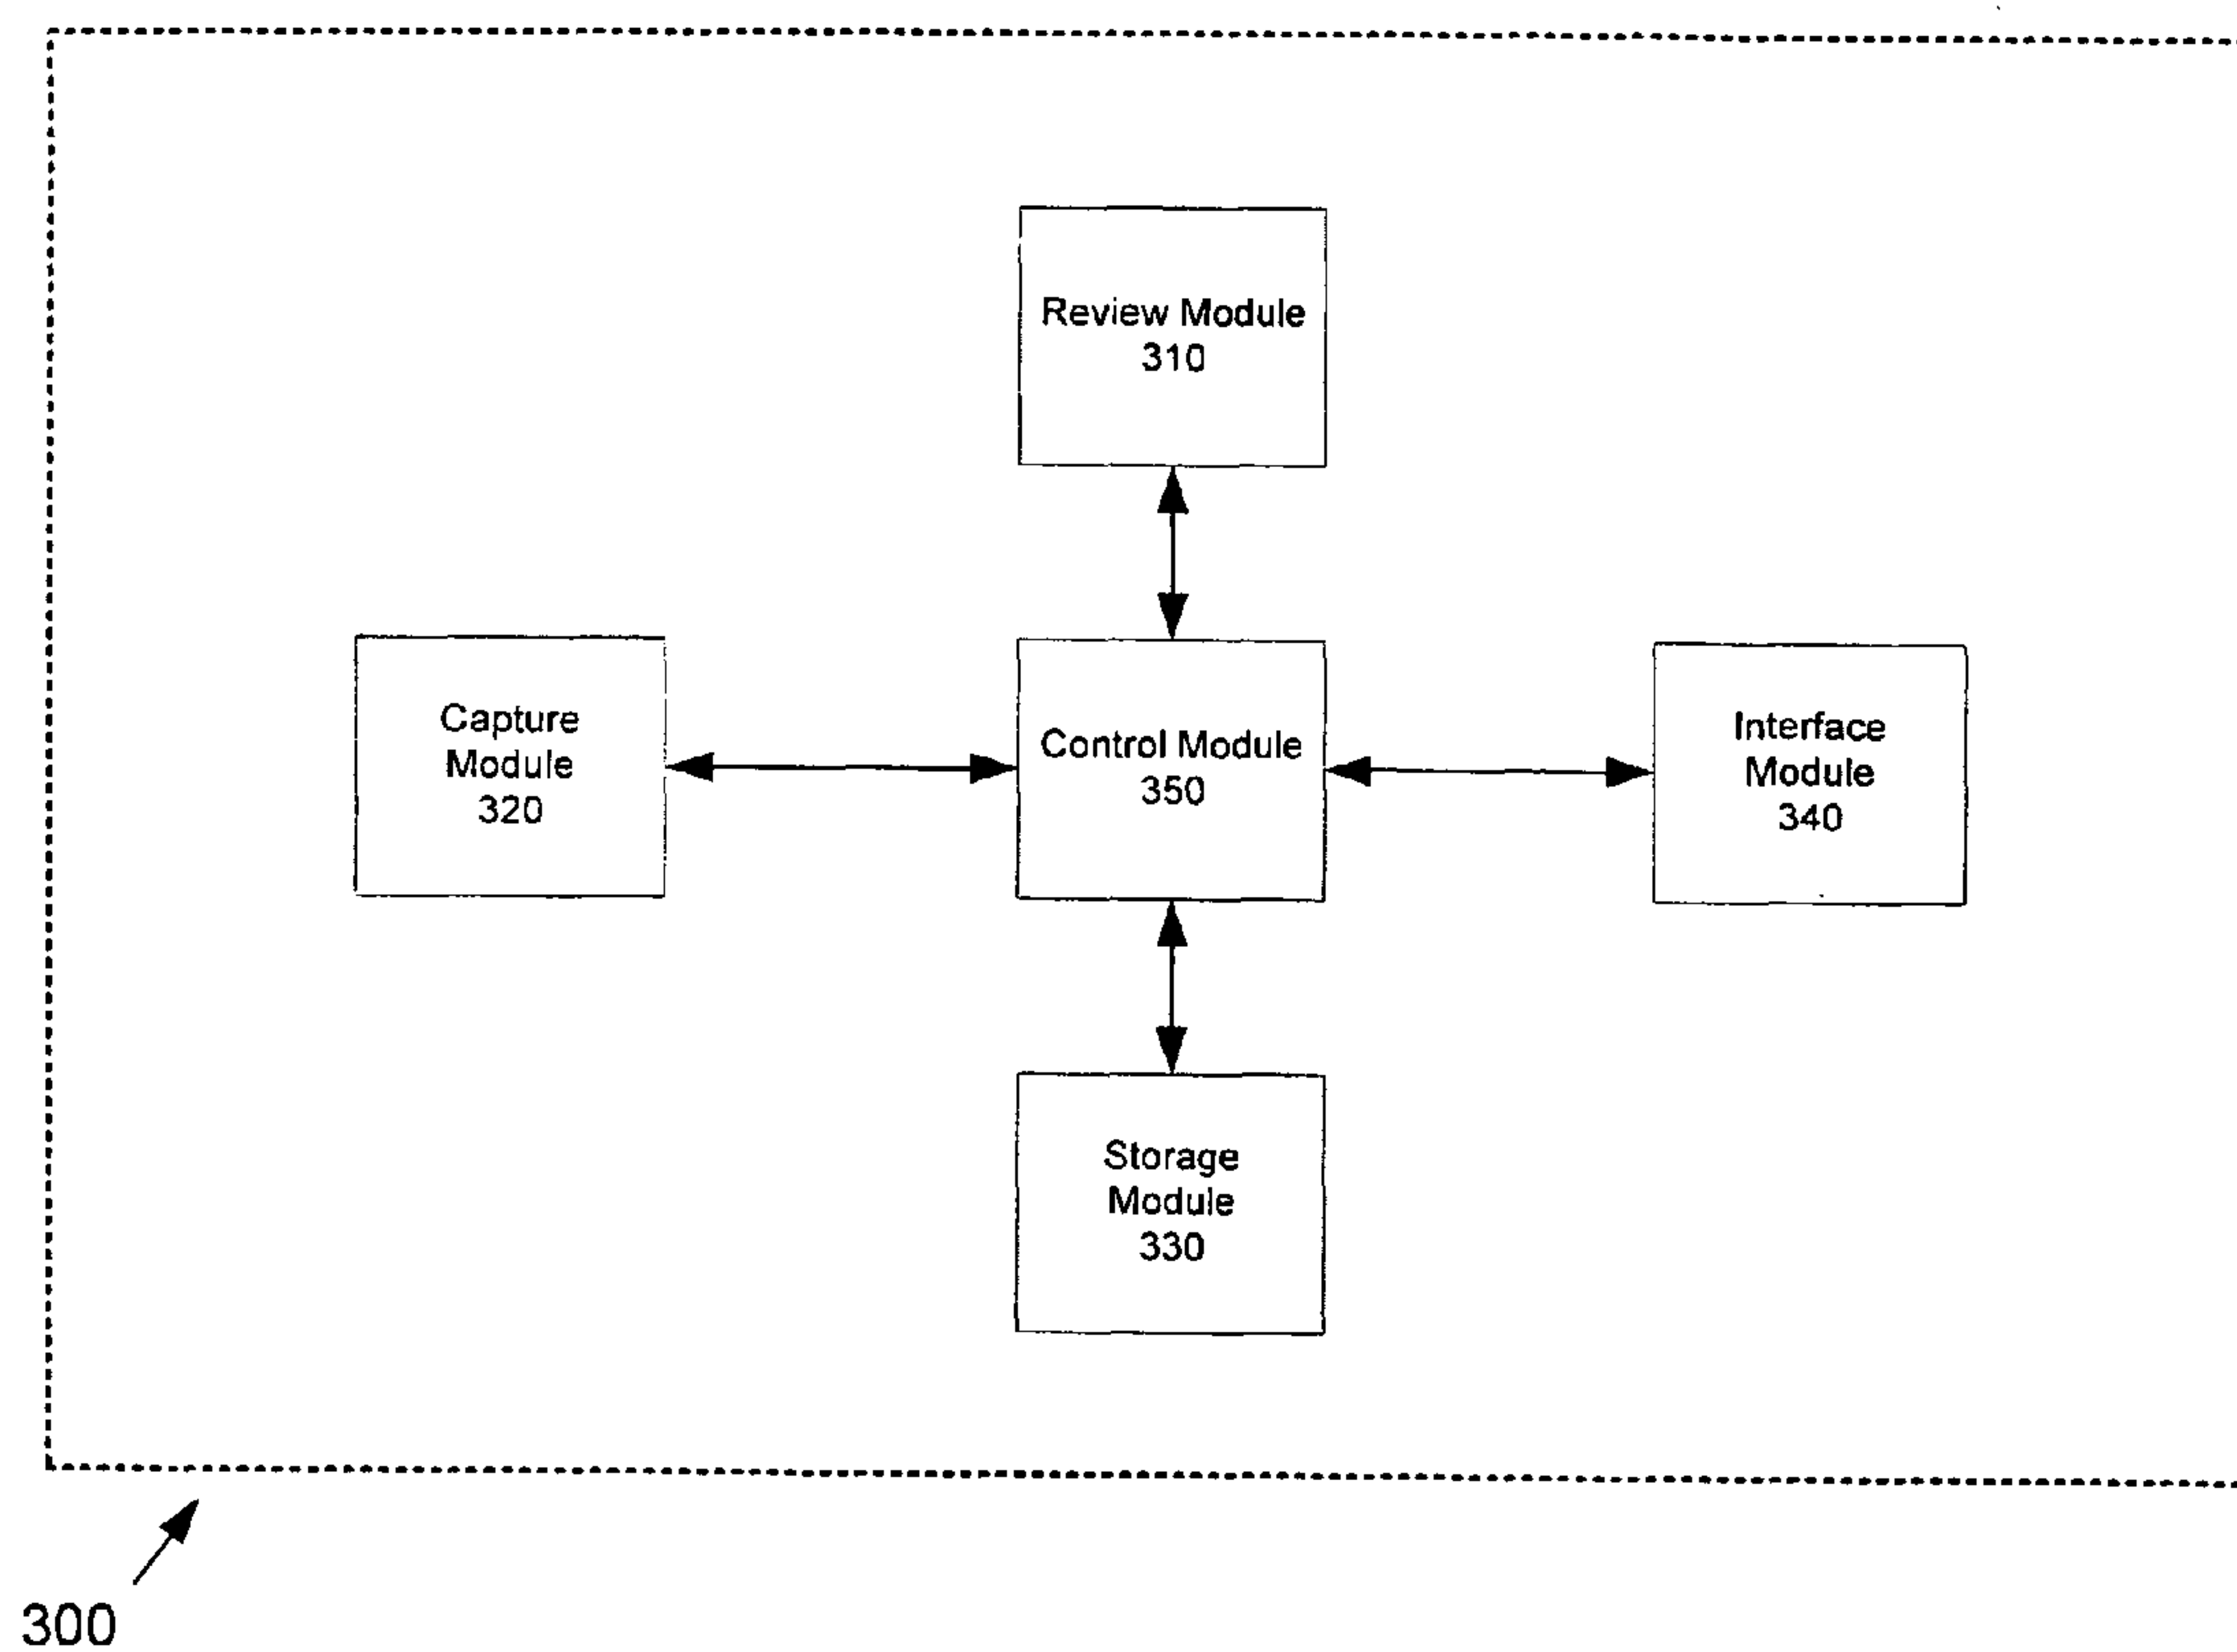 Review Module
310
Capture
Module
320
Control Module
350
Interface
Module
340
Storage
Module
330
300